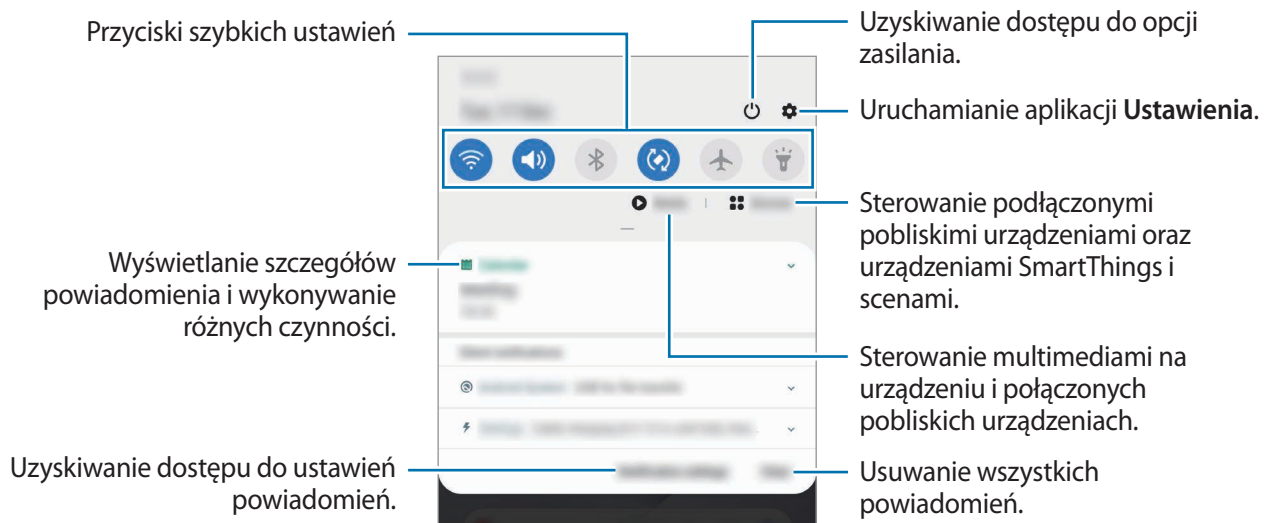 Przyciski szybkich ustawień
Uzyskiwanie dostępu do opcji
zasilania.
Uruchamianie aplikacji Ustawienia.
Sterowanie podłączonymi
pobliskimi urządzeniami oraz
urządzeniami SmartThings i
scenami.
Wyświetlanie szczegółów
powiadomienia i wykonywanie
różnych czynności.
Sterowanie multimediami na
urządzeniu i połączonych
pobliskich urządzeniach.
Uzyskiwanie dostępu do ustawień
powiadomień.
Usuwanie wszystkich
powiadomień.